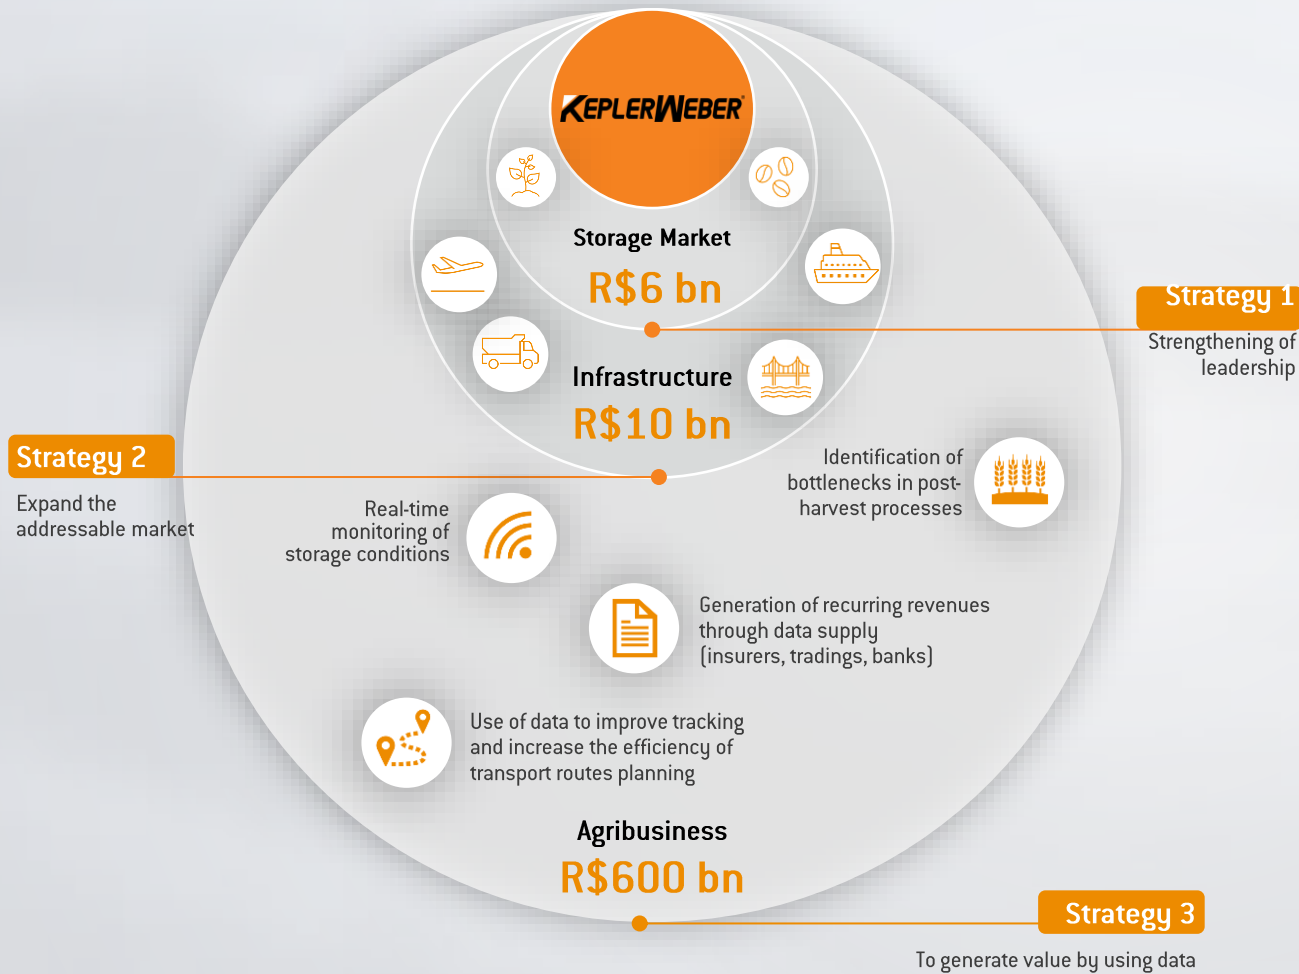 KEPLERWEBER
Storage Market
R$6 bn
Strategy 1
Strengthening of
leadership
Infrastructure
R$10 bn
Strategy 2
Expand the
addressable market
Identification of
bottlenecks in post-
harvest processes
Real-time
monitoring of
storage conditions
Generation of recurring revenues
through data supply
(insurers, tradings, banks)
Use of data to improve tracking
and increase the efficiency of
transport routes planning
Agribusiness
R$600 bn
Strategy 3
To generate value by using data